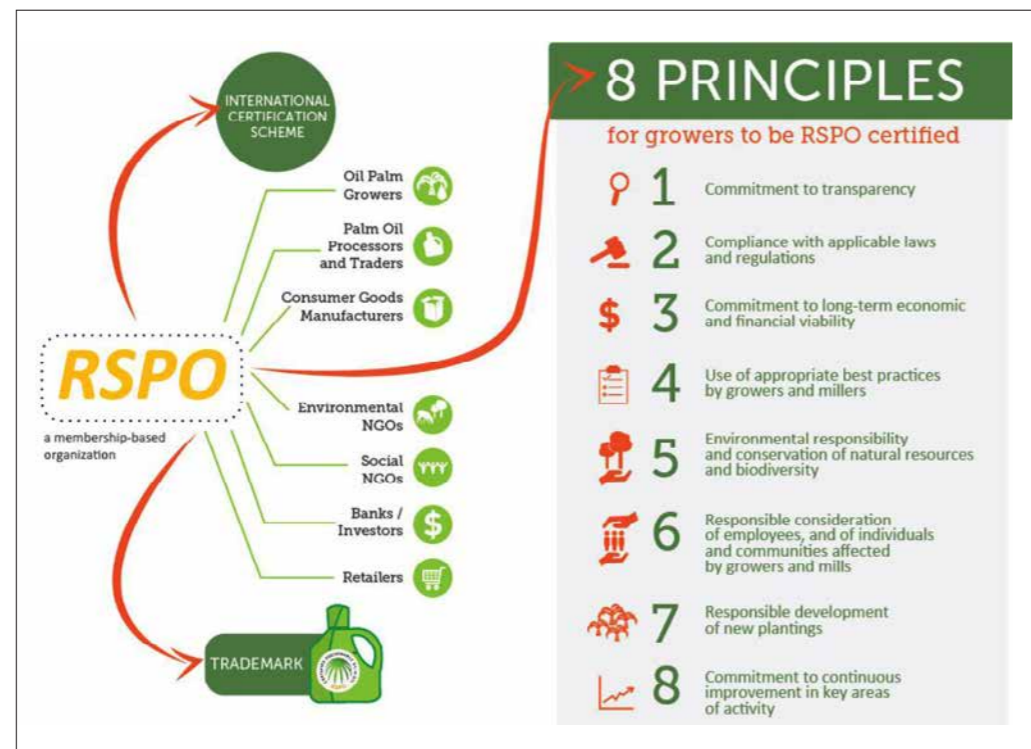 INTERNATIONAL
CERTIFICATION
SCHEME
Oil Palm
Growers
Palm Oil
Processors
and Traders
Consumer Goods
Manufacturers
RSPO
a membership-based
organization
Environmental
NGOs
Social
NGOs
Banks /
Investors
$
Retailers
TRADEMARK
RSPO
8 PRINCIPLES
for growers to be RSPO certified
1 Commitment to transparency
2 Compliance with applicable laws
and regulations
$ 3 Commitment to long-term economic
and financial viability
4 Use of appropriate best practices
by growers and millers
5 Environmental responsibility
and conservation of natural resources
and biodiversity
6 Responsible consideration
of employees, and of individuals
and communities affected
by growers and mills
7 Responsible development
of new plantings
8 Commitment to continuous
improvement in key areas
of activity